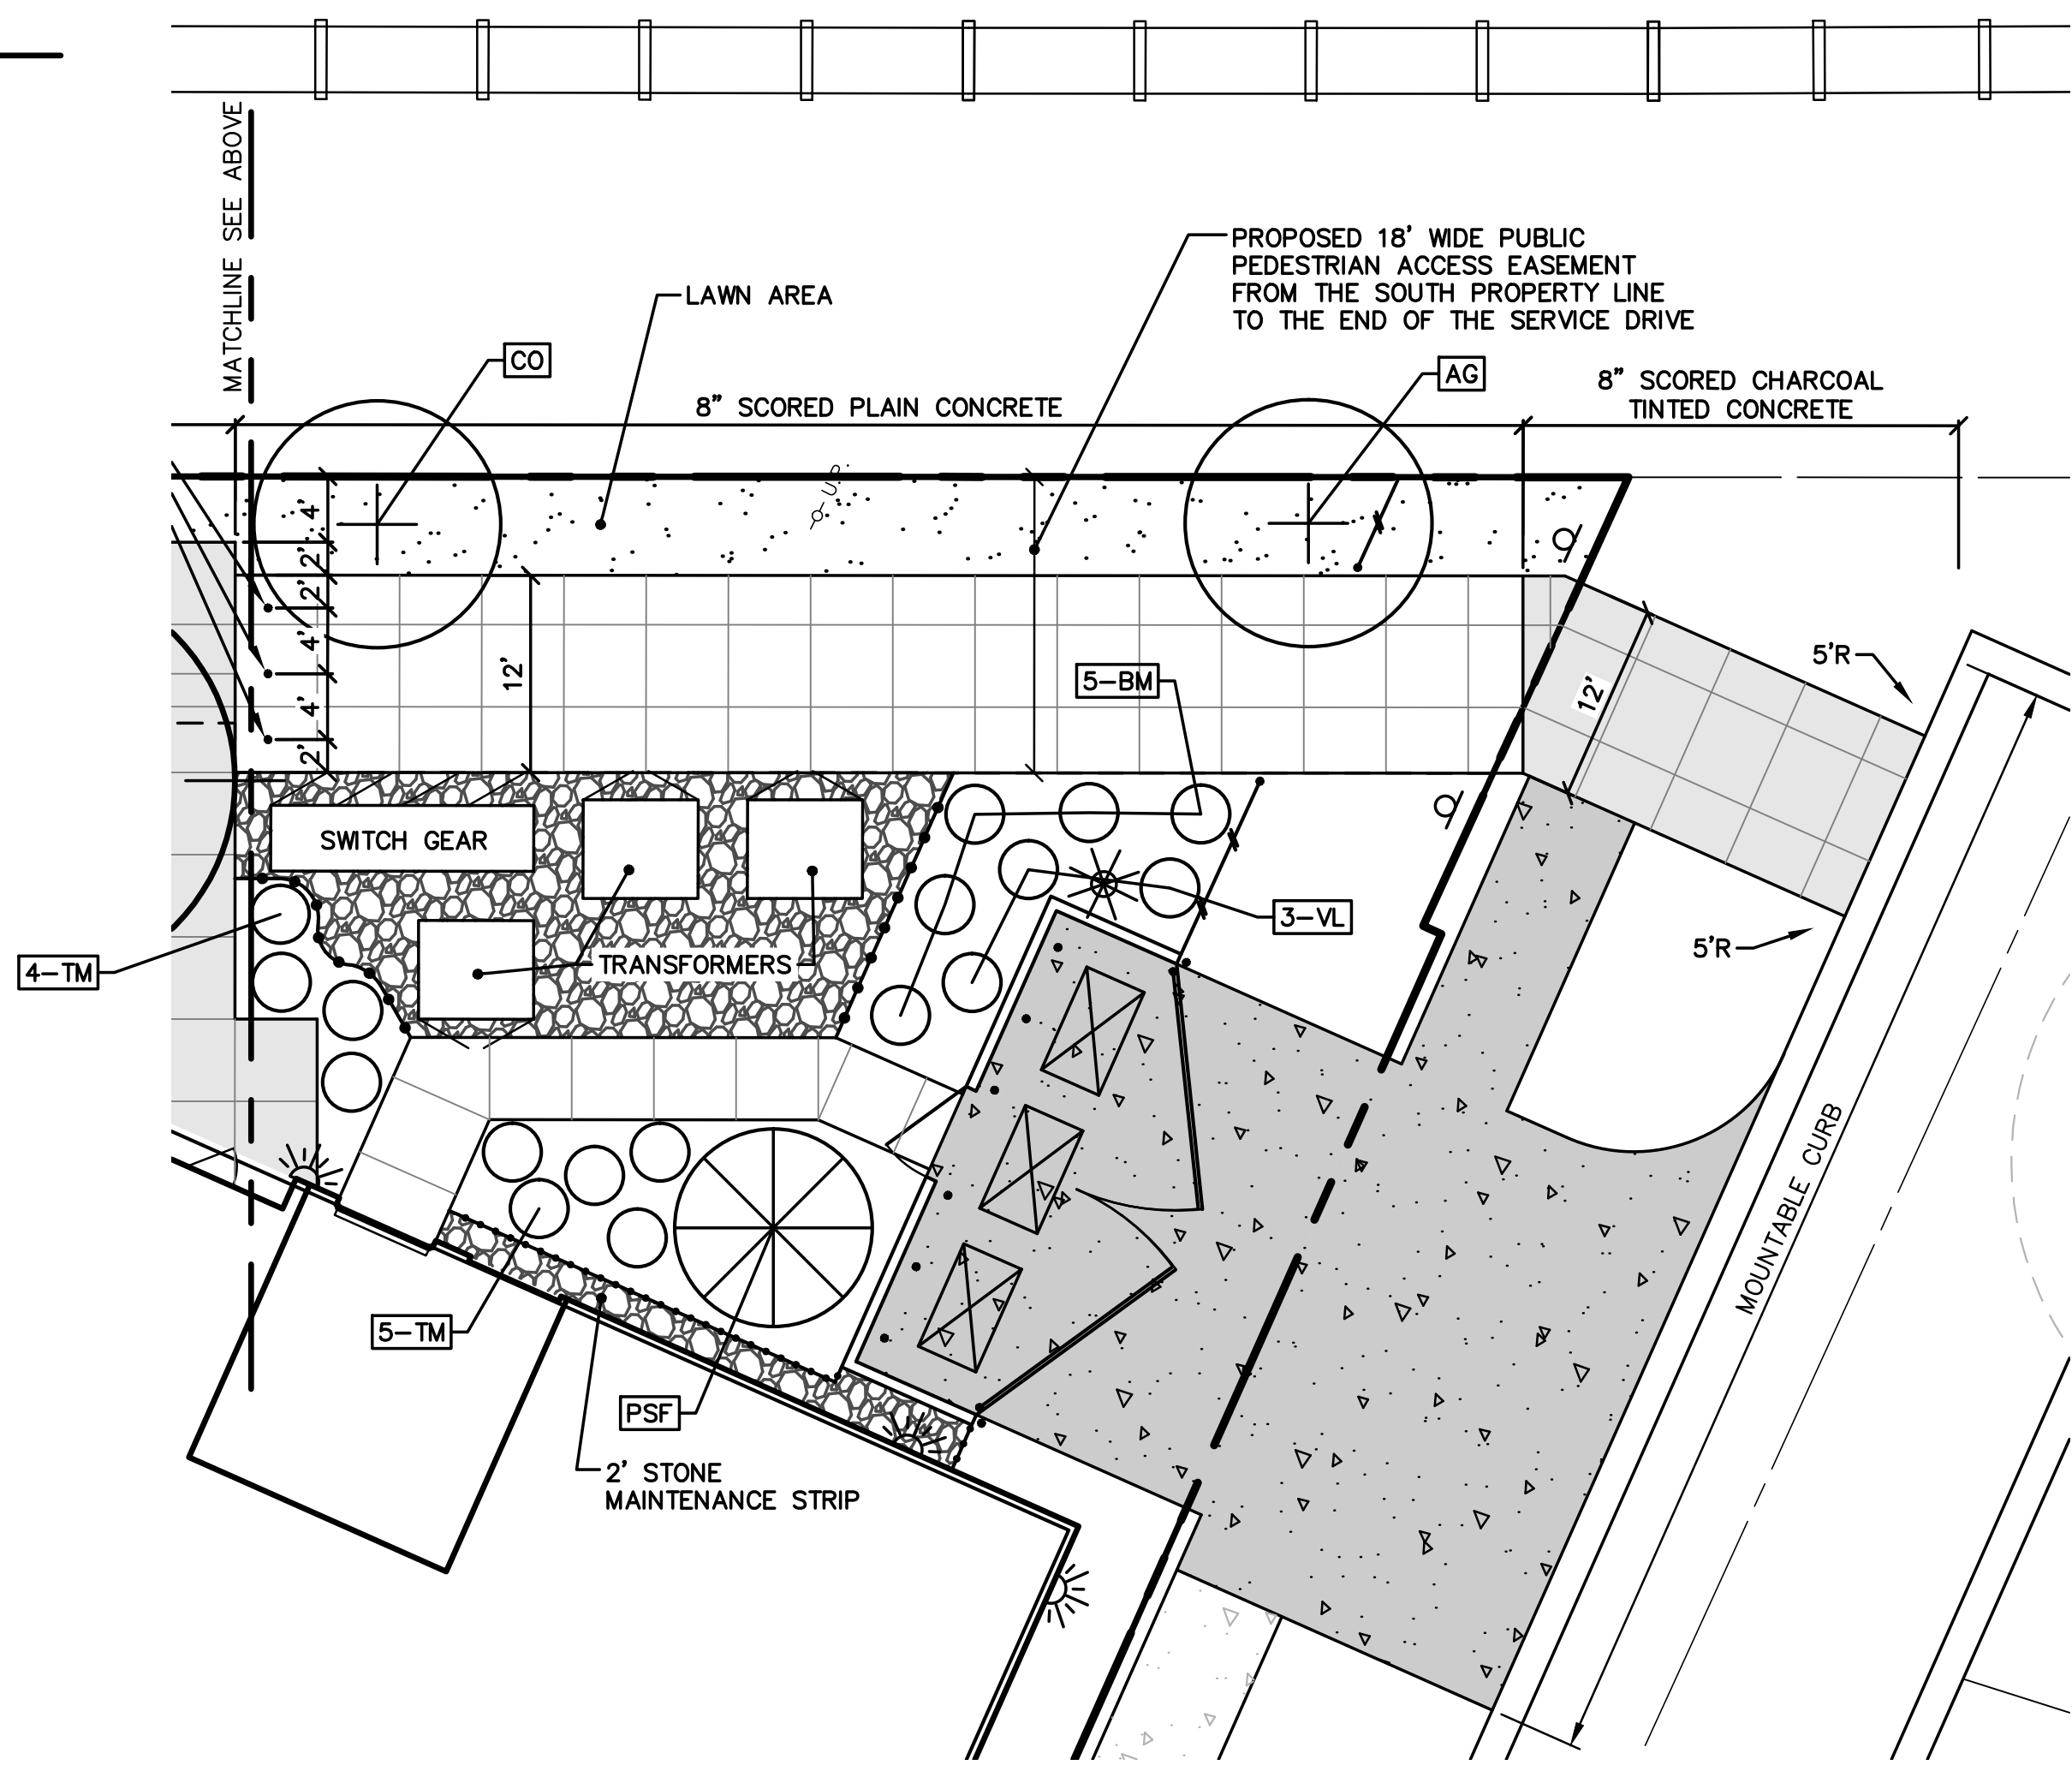 MATCHLINE SEE ABOVE
PROPOSED 18' WIDE PUBLIC
PEDESTRIAN ACCESS EASEMENT
FROM THE SOUTH PROPERTY LINE
TO THE END OF THE SERVICE DRIVE
LAWN AREA
CO
AG
8" SCORED PLAIN CONCRETE
8" SCORED CHARCOAL
TINTED CONCRETE
U.P.
4'
2'
2'
4'
4'
2'
12'
12'
5'R
5-BM
SWITCH GEAR
3-VL
5'R
4-TM
TRANSFORMERS
MOUNTABLE CURB
5-TM
PSF
2' STONE
MAINTENANCE STRIP